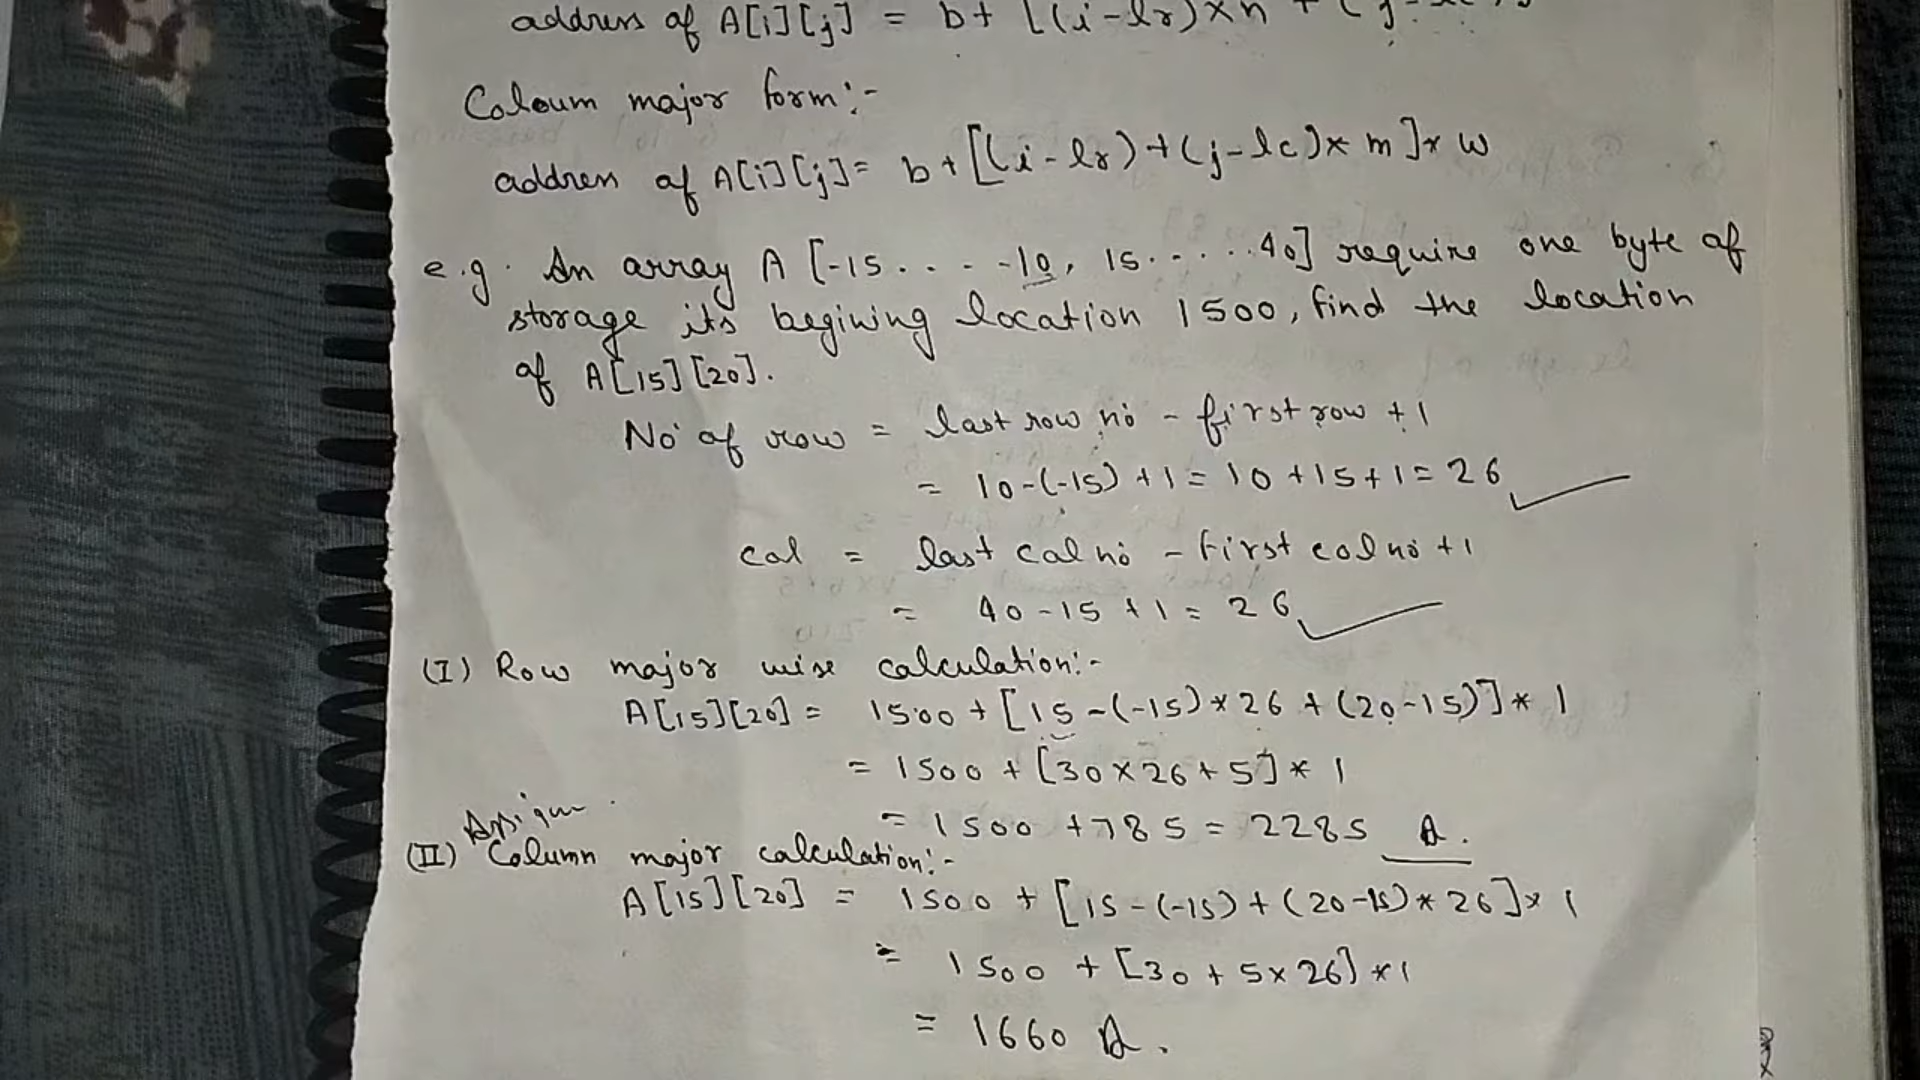 address of A[i][j] = b+ [(i-lr)×n + (j-lc)
Coloum major form:-
address of A[i][j]= b+[(i-lr)+(j-lc)* m]* w
e.g. An array A [-15. . . . -10, 15. . . . . .40] require one byte of
storage its begining location 1500, find the location
of A[15][20].
No of row = last row no - first row +1
= 10-(-15)+1= 10+15+1= 26
col = last col no - first col no +1
= 40-15+1= 26
(I) Row major wise calculation:-
A[15][20] = 1500+[15-(-15)*26+(20-15)]* 1
= 1500 + [30×26+5]* 1
= 1500 +785 = 2285 A.
Assign
(II) Column major calculation:-
A[15][20] = 1500 + [15-(-15)+(20-15)*26]* 1
= 1500 + [30+5×26]*1
= 1660 A.